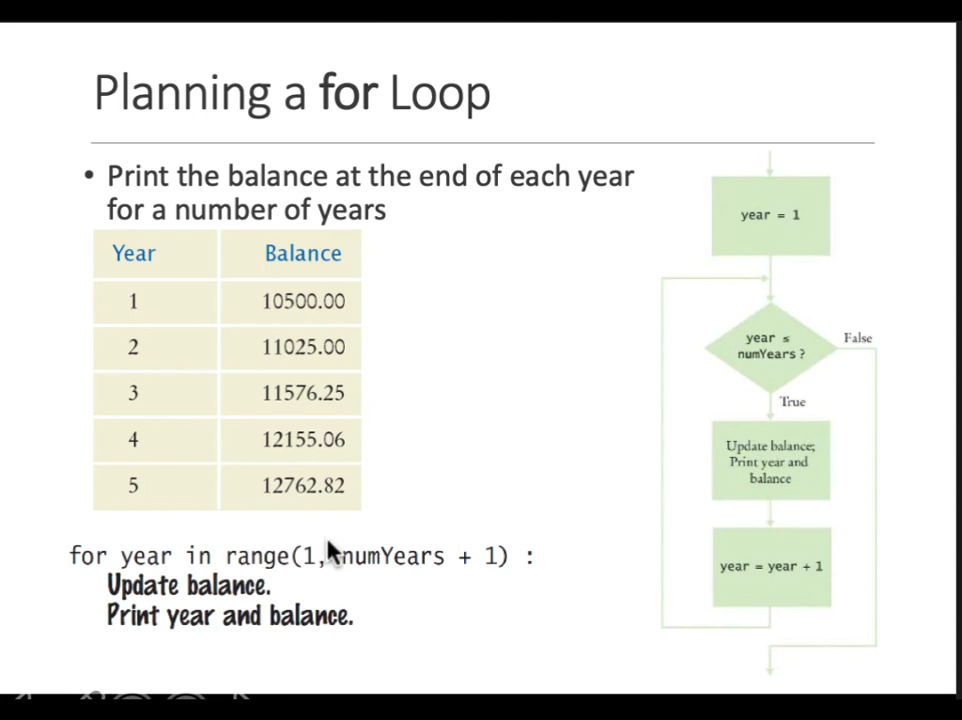 Planning a for Loop
• Print the balance at the end of each year
for a number of years
Year Balance
1 10500.00
2 11025.00
3 11576.25
4 12155.06
5 12762.82
for year in range(1, numYears + 1) :
Update balance.
Print year and balance.
year = 1
year ≤
numYears ?
False
True
Update balance;
Print year and
balance
year = year + 1